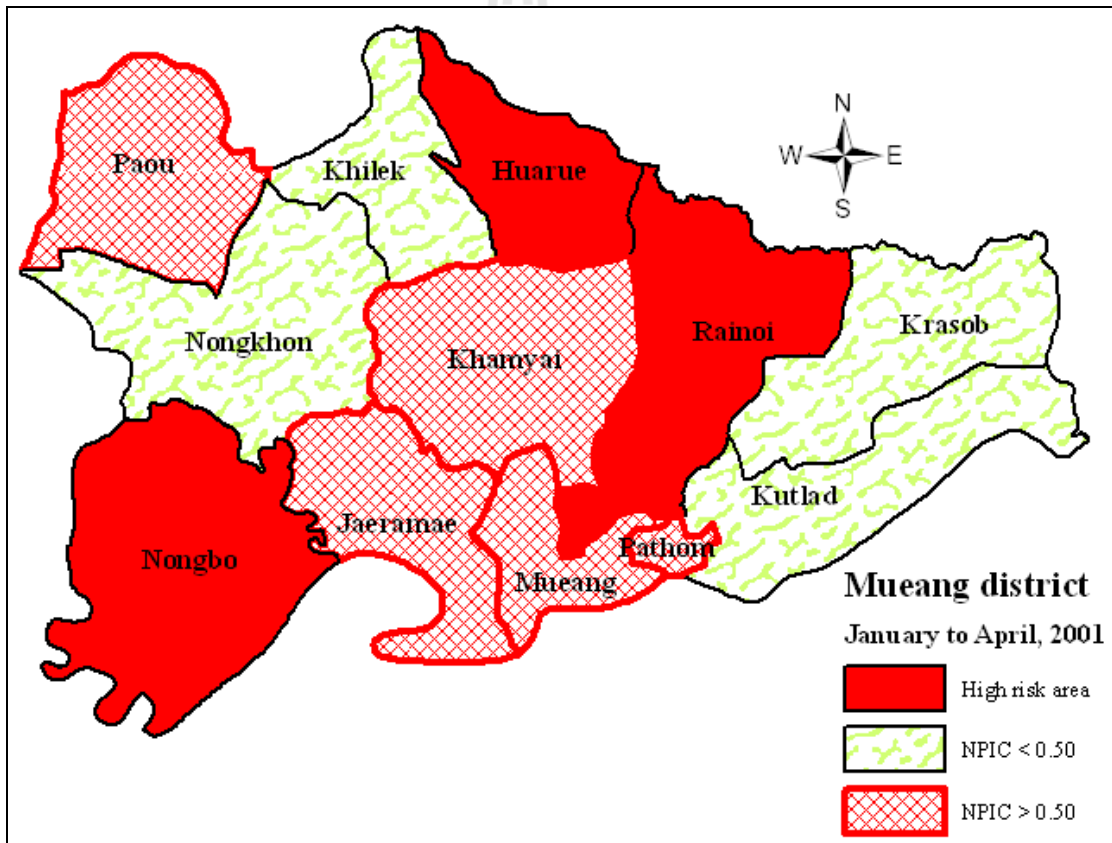 N
W E
S
Paou
Khilek
Huarue
Nongkhon
Khamyai
Rainoi
Krasob
Kutlad
Jaeramae
Nongbo
Mueang
Pathom
Mueang district
January to April, 2001
High risk area
NPIC < 0.50
NPIC > 0.50